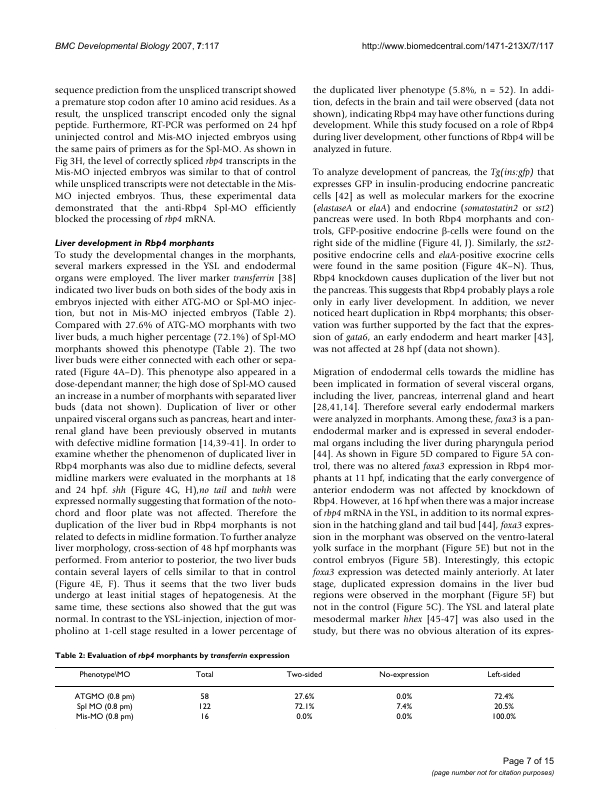 BMC Developmental Biology 2007, 7:117
http://www.biomedcentral.com/1471-213X/7/117
sequence prediction from the unspliced transcript showed
a premature stop codon after 10 amino acid residues. As a
result, the unspliced transcript encoded only the signal
peptide. Furthermore, RT-PCR was performed on 24 hpf
uninjected control and Mis-MO injected embryos using
the same pairs of primers as for the Spl-MO. As shown in
Fig 3H, the level of correctly spliced rbp4 transcripts in the
Mis-MO injected embryos was similar to that of control
while unspliced transcripts were not detectable in the Mis-
MO injected embryos. Thus, these experimental data
demonstrated that the anti-Rbp4 Spl-MO efficiently
blocked the processing of rbp4 mRNA.
Liver development in Rbp4 morphants
To study the developmental changes in the morphants,
several markers expressed in the YSL and endodermal
organs were employed. The liver marker transferrin [38]
indicated two liver buds on both sides of the body axis in
embryos injected with either ATG-MO or Spl-MO injec-
tion, but not in Mis-MO injected embryos (Table 2).
Compared with 27.6% of ATG-MO morphants with two
liver buds, a much higher percentage (72.1%) of Spl-MO
morphants showed this phenotype (Table 2). The two
liver buds were either connected with each other or sepa-
rated (Figure 4A–D). This phenotype also appeared in a
dose-dependant manner; the high dose of Spl-MO caused
an increase in a number of morphants with separated liver
buds (data not shown). Duplication of liver or other
unpaired visceral organs such as pancreas, heart and inter-
renal gland have been previously observed in mutants
with defective midline formation [14,39-41]. In order to
examine whether the phenomenon of duplicated liver in
Rbp4 morphants was also due to midline defects, several
midline markers were evaluated in the morphants at 18
and 24 hpf. shh (Figure 4G, H),no tail and twhh were
expressed normally suggesting that formation of the noto-
chord and floor plate was not affected. Therefore the
duplication of the liver bud in Rbp4 morphants is not
related to defects in midline formation. To further analyze
liver morphology, cross-section of 48 hpf morphants was
performed. From anterior to posterior, the two liver buds
contain several layers of cells similar to that in control
(Figure 4E, F). Thus it seems that the two liver buds
undergo at least initial stages of hepatogenesis. At the
same time, these sections also showed that the gut was
normal. In contrast to the YSL-injection, injection of mor-
pholino at 1-cell stage resulted in a lower percentage of
the duplicated liver phenotype (5.8%, n = 52). In addi-
tion, defects in the brain and tail were observed (data not
shown), indicating Rbp4 may have other functions during
development. While this study focused on a role of Rbp4
during liver development, other functions of Rbp4 will be
analyzed in future.
To analyze development of pancreas, the Tg(ins:gfp) that
expresses GFP in insulin-producing endocrine pancreatic
cells [42] as well as molecular markers for the exocrine
(elastaseA or elaA) and endocrine (somatostatin2 or sst2)
pancreas were used. In both Rbp4 morphants and con-
trols, GFP-positive endocrine β-cells were found on the
right side of the midline (Figure 4I, J). Similarly, the sst2-
positive endocrine cells and elaA-positive exocrine cells
were found in the same position (Figure 4K–N). Thus,
Rbp4 knockdown causes duplication of the liver but not
the pancreas. This suggests that Rbp4 probably plays a role
only in early liver development. In addition, we never
noticed heart duplication in Rbp4 morphants; this obser-
vation was further supported by the fact that the expres-
sion of gata6, an early endoderm and heart marker [43],
was not affected at 28 hpf (data not shown).
Migration of endodermal cells towards the midline has
been implicated in formation of several visceral organs,
including the liver, pancreas, interrenal gland and heart
[28,41,14]. Therefore several early endodermal markers
were analyzed in morphants. Among these, foxa3 is a pan-
endodermal marker and is expressed in several endoder-
mal organs including the liver during pharyngula period
[44]. As shown in Figure 5D compared to Figure 5A con-
trol, there was no altered foxa3 expression in Rbp4 mor-
phants at 11 hpf, indicating that the early convergence of
anterior endoderm was not affected by knockdown of
Rbp4. However, at 16 hpf when there was a major increase
of rbp4 mRNA in the YSL, in addition to its normal expres-
sion in the hatching gland and tail bud [44], foxa3 expres-
sion in the morphant was observed on the ventro-lateral
yolk surface in the morphant (Figure 5E) but not in the
control embryos (Figure 5B). Interestingly, this ectopic
foxa3 expression was detected mainly anteriorly. At later
stage, duplicated expression domains in the liver bud
regions were observed in the morphant (Figure 5F) but
not in the control (Figure 5C). The YSL and lateral plate
mesodermal marker hhex [45-47] was also used in the
study, but there was no obvious alteration of its expres-
Table 2: Evaluation of rbp4 morphants by transferrin expression
Phenotype\MO Total Two-sided No-expression Left-sided
ATGMO (0.8 pm) 58 27.6% 0.0% 72.4%
Spl MO (0.8 pm) 122 72.1% 7.4% 20.5%
Mis-MO (0.8 pm) 16 0.0% 0.0% 100.0%
Page 7 of 15
(page number not for citation purposes)